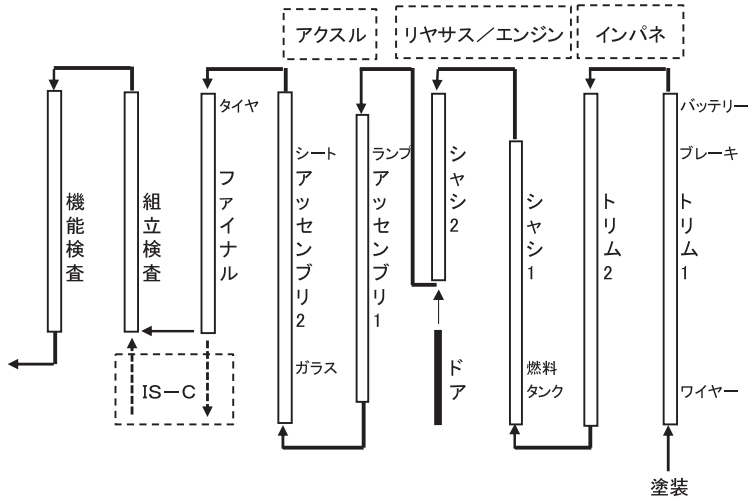 アクスル
リヤサス／エンジン
インパネ
タイヤ
バッテリー
シート
ランプ
ブレーキ
機能検査
組立検査
ファイナル
アッセンブリ2
アッセンブリ1
シャシ2
シャシ1
トリム2
トリム1
ガラス
ドア
燃料
タンク
ワイヤー
IS－C
塗装